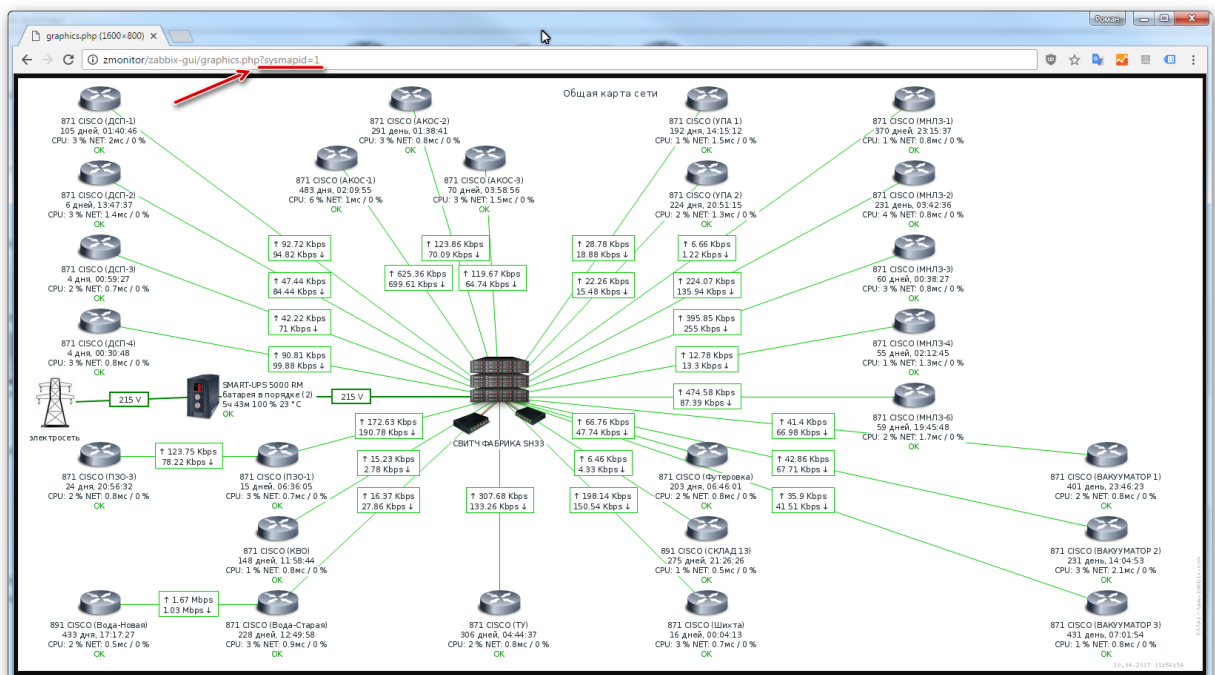 Роман
graphics.php (1600×800)
zmonitor/zabbix-gui/graphics.php?sysmapid=1
Общая карта сети
871 CISCO (ДСП-1)
105 дней, 01:40:46
CPU: 3 % NET: 2мс / 0 %
OK
871 CISCO (АКОС-2)
291 день, 01:38:41
CPU: 3 % NET: 0.8мс / 0 %
OK
871 CISCO (УПА 1)
192 дня, 14:15:12
CPU: 1 % NET: 1.5мс / 0 %
OK
871 CISCO (МНЛЗ-1)
370 дней, 23:15:37
CPU: 1 % NET: 0.8мс / 0 %
OK
871 CISCO (АКОС-1)
483 дня, 02:09:55
CPU: 6 % NET: 1мс / 0 %
OK
871 CISCO (АКОС-3)
70 дней, 03:58:56
CPU: 3 % NET: 1.5мс / 0 %
OK
871 CISCO (ДСП-2)
6 дней, 13:47:37
CPU: 3 % NET: 1.4мс / 0 %
OK
871 CISCO (УПА 2)
224 дня, 20:51:15
CPU: 2 % NET: 1.3мс / 0 %
OK
871 CISCO (МНЛЗ-2)
231 день, 03:42:36
CPU: 4 % NET: 0.8мс / 0 %
OK
↑ 92.72 Kbps
94.82 Kbps ↓
↑ 123.86 Kbps
70.09 Kbps ↓
↑ 28.78 Kbps
18.88 Kbps ↓
↑ 6.66 Kbps
1.22 Kbps ↓
871 CISCO (ДСП-3)
4 дня, 00:59:27
CPU: 2 % NET: 0.7мс / 0 %
OK
↑ 47.44 Kbps
84.44 Kbps ↓
↑ 625.36 Kbps
699.61 Kbps ↓
↑ 119.67 Kbps
64.74 Kbps ↓
↑ 22.26 Kbps
15.48 Kbps ↓
↑ 224.07 Kbps
135.94 Kbps ↓
871 CISCO (МНЛЗ-3)
60 дней, 00:38:27
CPU: 3 % NET: 0.8мс / 0 %
OK
↑ 42.22 Kbps
71 Kbps ↓
↑ 395.85 Kbps
255 Kbps ↓
871 CISCO (ДСП-4)
4 дня, 00:30:48
CPU: 3 % NET: 0.8мс / 0 %
OK
↑ 90.81 Kbps
99.88 Kbps ↓
↑ 12.78 Kbps
13.3 Kbps ↓
871 CISCO (МНЛЗ-4)
55 дней, 02:12:45
CPU: 1 % NET: 1.3мс / 0 %
OK
электросеть
215 V
SMART-UPS 5000 RM
батарея в порядке (2)
5ч 43м 100 % 23 °C
OK
215 V
↑ 474.58 Kbps
87.39 Kbps ↓
871 CISCO (МНЛЗ-6)
59 дней, 19:45:48
CPU: 2 % NET: 1.7мс / 0 %
OK
↑ 172.63 Kbps
190.78 Kbps ↓
СВИТЧ ФАБРИКА SH33
↑ 66.76 Kbps
47.74 Kbps ↓
↑ 41.4 Kbps
66.98 Kbps ↓
871 CISCO (ПЗО-3)
24 дня, 20:56:32
CPU: 2 % NET: 0.8мс / 0 %
OK
↑ 123.75 Kbps
78.22 Kbps ↓
871 CISCO (ПЗО-1)
15 дней, 06:36:05
CPU: 3 % NET: 0.7мс / 0 %
OK
↑ 15.23 Kbps
2.78 Kbps ↓
↑ 6.46 Kbps
4.33 Kbps ↓
871 CISCO (Футеровка)
203 дня, 06:46:01
CPU: 2 % NET: 0.8мс / 0 %
OK
↑ 42.86 Kbps
67.71 Kbps ↓
871 CISCO (ВАКУУМАТОР 1)
401 день, 23:46:23
CPU: 2 % NET: 0.8мс / 0 %
OK
↑ 16.37 Kbps
27.86 Kbps ↓
↑ 307.68 Kbps
133.26 Kbps ↓
↑ 198.14 Kbps
150.54 Kbps ↓
↑ 35.9 Kbps
41.51 Kbps ↓
871 CISCO (КВО)
148 дней, 11:58:44
CPU: 1 % NET: 0.8мс / 0 %
OK
891 CISCO (СКЛАД 13)
275 дней, 21:26:26
CPU: 1 % NET: 0.5мс / 0 %
OK
871 CISCO (ВАКУУМАТОР 2)
231 день, 14:04:53
CPU: 3 % NET: 2.1мс / 0 %
OK
891 CISCO (Вода-Новая)
433 дня, 17:17:27
CPU: 2 % NET: 0.5мс / 0 %
OK
↑ 1.67 Mbps
1.03 Mbps ↓
871 CISCO (Вода-Старая)
228 дней, 12:49:58
CPU: 3 % NET: 0.9мс / 0 %
OK
871 CISCO (ТУ)
306 дней, 04:44:37
CPU: 2 % NET: 0.8мс / 0 %
OK
871 CISCO (Шихта)
16 дней, 00:04:13
CPU: 3 % NET: 0.7мс / 0 %
OK
871 CISCO (ВАКУУМАТОР 3)
431 день, 07:01:54
CPU: 1 % NET: 0.8мс / 0 %
OK
http://www.zabbix.com
10.04.2017 11:58:54